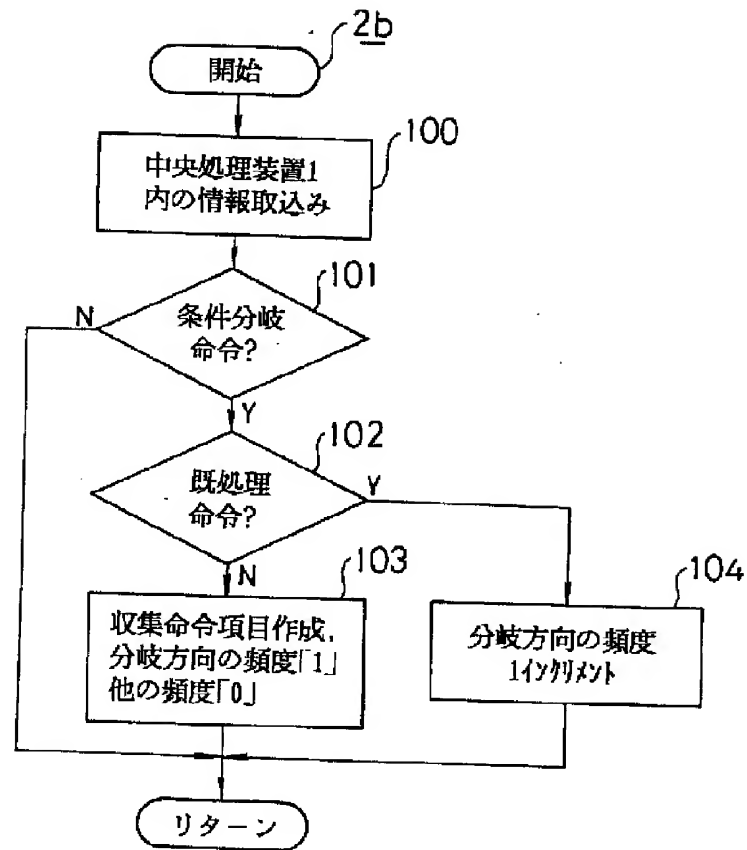 2b
開始
100
中央処理装置1
内の情報取込み
101
N
条件分岐
命令?
Y
102
既処理
命令?
Y
N
103
収集命令項目作成,
分岐方向の頻度「1」
他の頻度「0」
104
分岐方向の頻度
1インクリメント
リターン